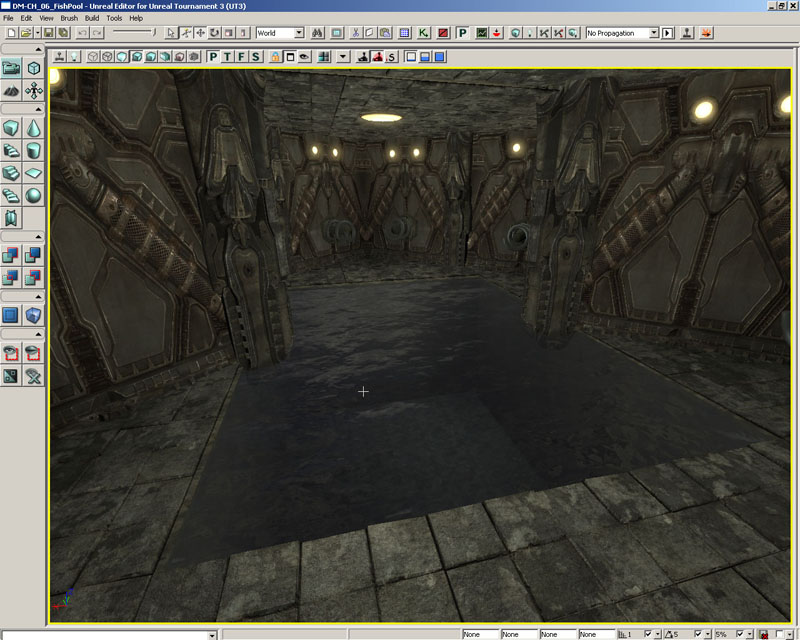 DM-CH_06_FishPool - Unreal Editor for Unreal Tournament 3 (UT3)
File Edit View Brush Build Tools Help
World No Propagation
P T F S
None None None None 1 5 5%